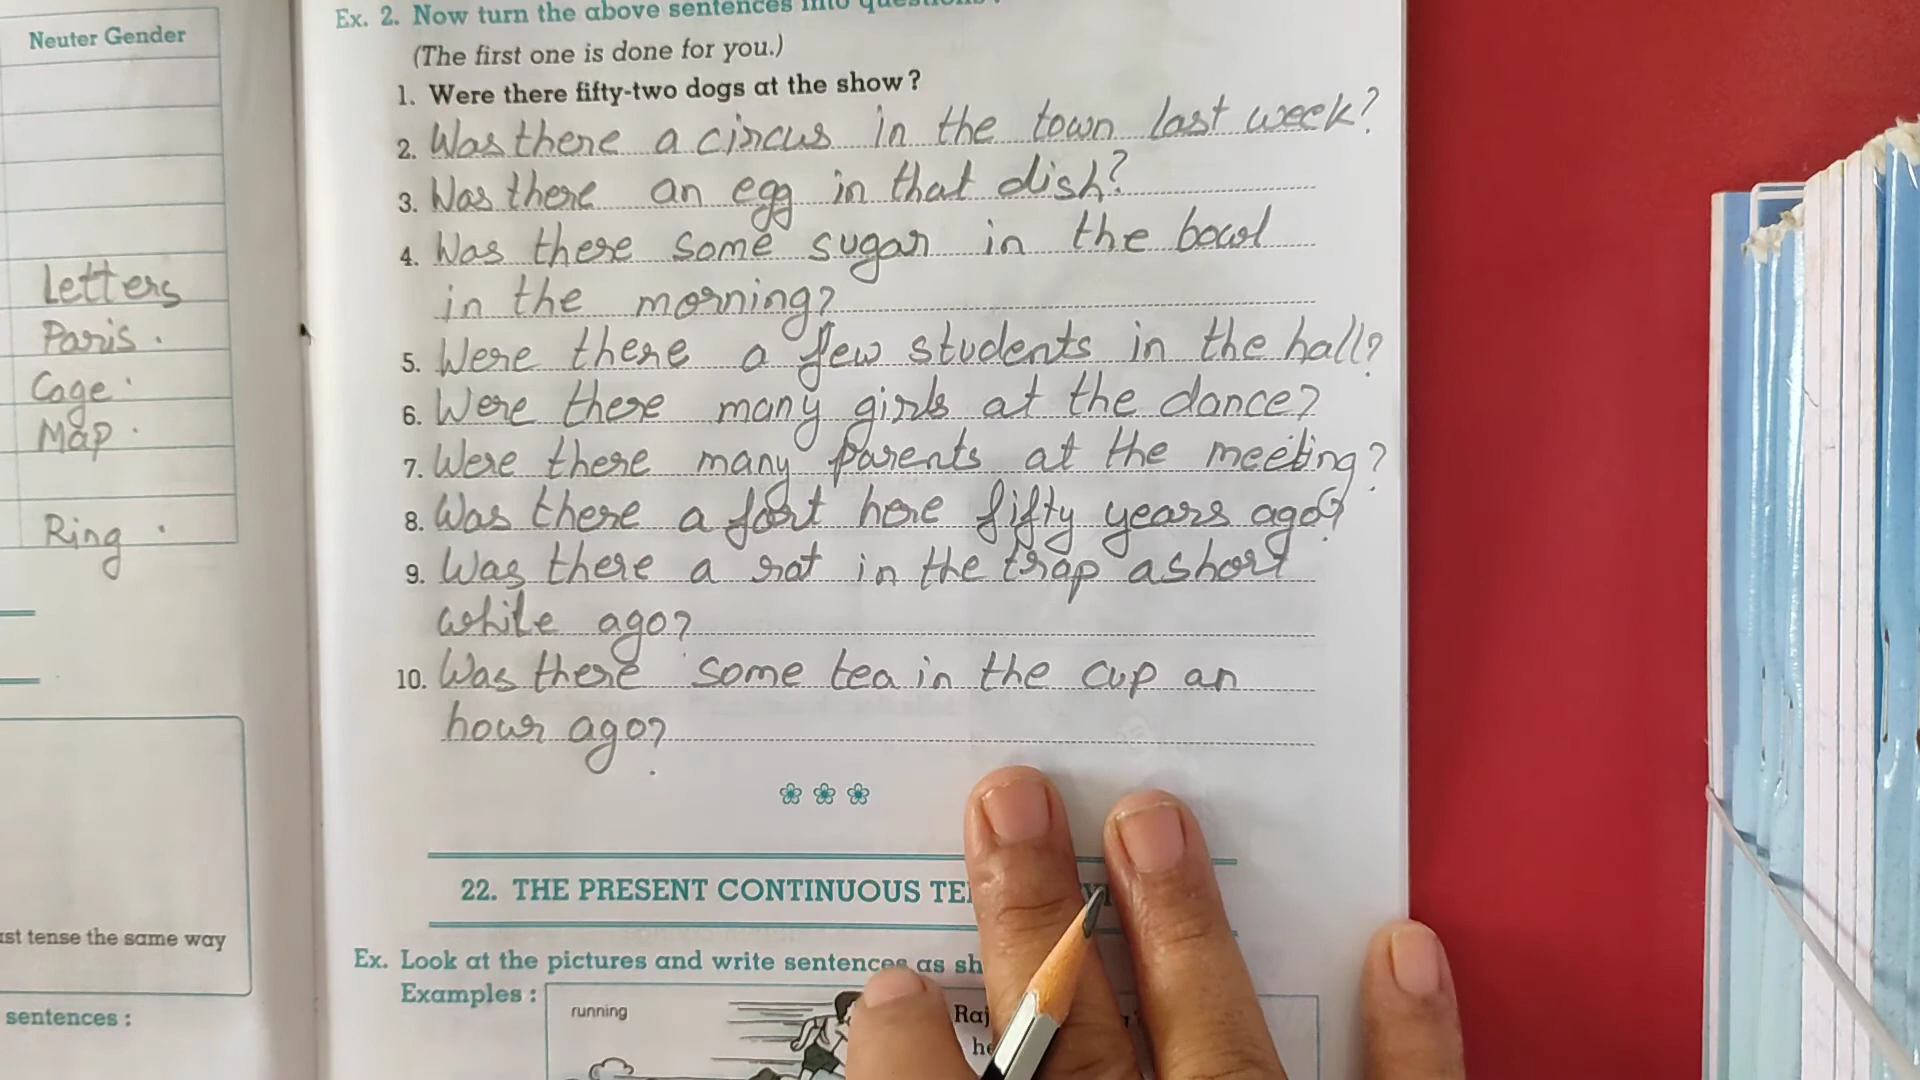 Neuter Gender
Letters
Paris.
Cage.
Map.
Ring.
ast tense the same way
sentences :
Ex. 2. Now turn the above sentences into questions :
(The first one is done for you.)
1. Were there fifty-two dogs at the show?
2. Was there a circus in the town last week?
3. Was there an egg in that dish?
4. Was there some sugar in the bowl
in the morning?
5. Were there a few students in the hall?
6. Were there many girls at the dance?
7. Were there many parents at the meeting?
8. Was there a fort here fifty years ago?
9. Was there a rat in the trap a short
while ago?
10. Was there some tea in the cup an
hour ago?
22. THE PRESENT CONTINUOUS TE
Ex. Look at the pictures and write sentences as sh
Examples :
running
Raj
he